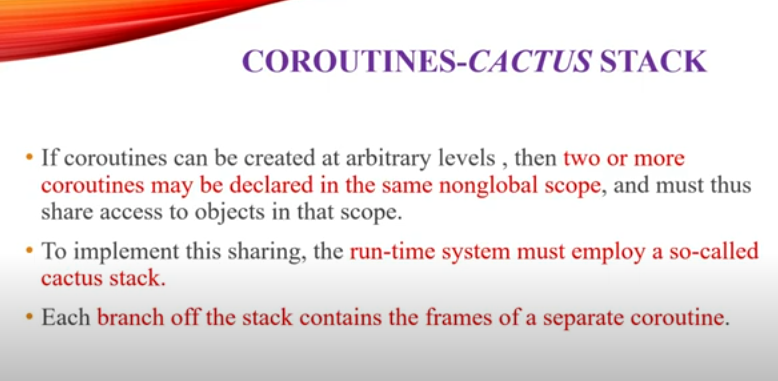 COROUTINES-CACTUS STACK
• If coroutines can be created at arbitrary levels , then two or more
coroutines may be declared in the same nonglobal scope, and must thus
share access to objects in that scope.
• To implement this sharing, the run-time system must employ a so-called
cactus stack.
• Each branch off the stack contains the frames of a separate coroutine.